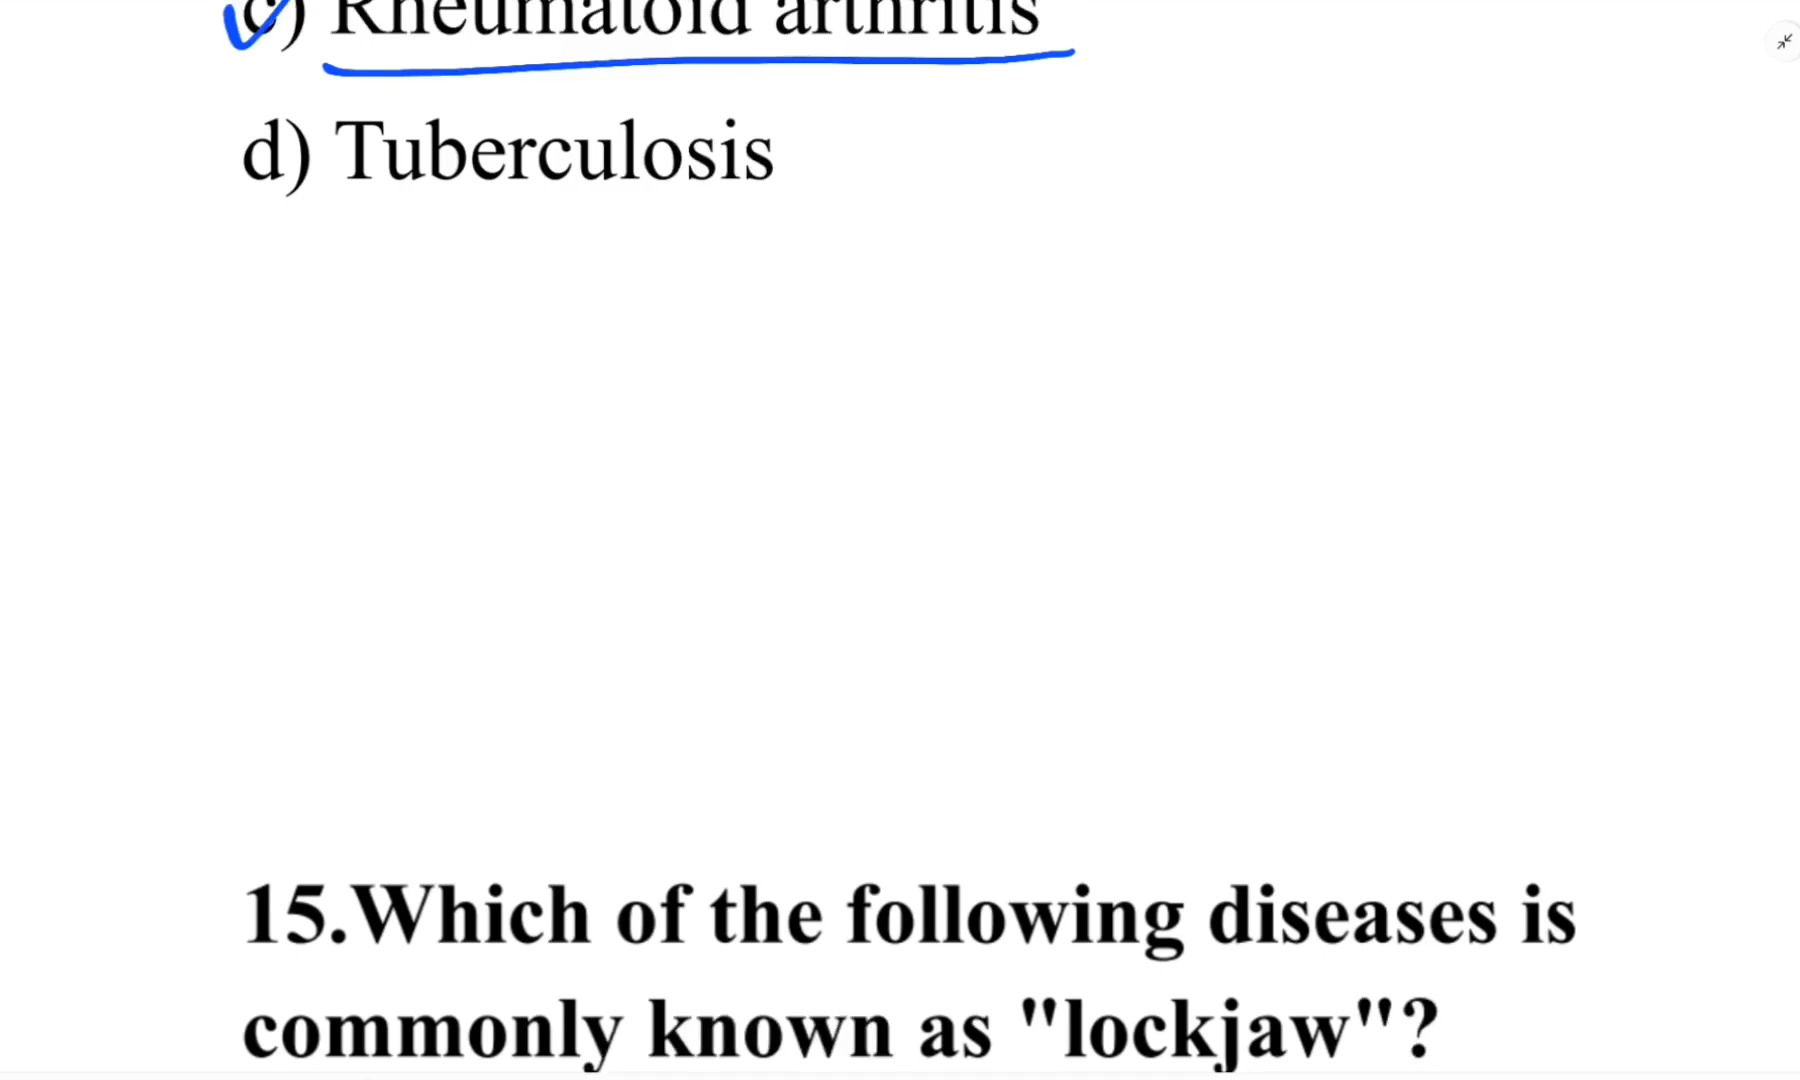 c) Rheumatoid arthritis
d) Tuberculosis
15.Which of the following diseases is
commonly known as "lockjaw"?